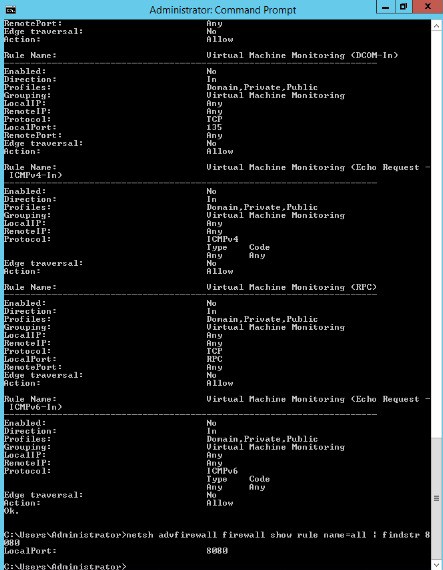 Administrator: Command Prompt
RemotePort: Any
Edge traversal: No
Action: Allow
Rule Name: Virtual Machine Monitoring (DCOM-In)
----------------------------------------------------------------------
Enabled: No
Direction: In
Profiles: Domain,Private,Public
Grouping: Virtual Machine Monitoring
LocalIP: Any
RemoteIP: Any
Protocol: TCP
LocalPort: 135
RemotePort: Any
Edge traversal: No
Action: Allow
Rule Name: Virtual Machine Monitoring (Echo Request -
ICMPv4-In)
----------------------------------------------------------------------
Enabled: No
Direction: In
Profiles: Domain,Private,Public
Grouping: Virtual Machine Monitoring
LocalIP: Any
RemoteIP: Any
Protocol: ICMPv4
Type Code
Any Any
Edge traversal: No
Action: Allow
Rule Name: Virtual Machine Monitoring (RPC)
----------------------------------------------------------------------
Enabled: No
Direction: In
Profiles: Domain,Private,Public
Grouping: Virtual Machine Monitoring
LocalIP: Any
RemoteIP: Any
Protocol: TCP
LocalPort: RPC
RemotePort: Any
Edge traversal: No
Action: Allow
Rule Name: Virtual Machine Monitoring (Echo Request -
ICMPv6-In)
----------------------------------------------------------------------
Enabled: No
Direction: In
Profiles: Domain,Private,Public
Grouping: Virtual Machine Monitoring
LocalIP: Any
RemoteIP: Any
Protocol: ICMPv6
Type Code
Any Any
Edge traversal: No
Action: Allow
Ok.
C:\Users\Administrator>netsh advfirewall firewall show rule name=all | findstr 8
080
LocalPort: 8080
C:\Users\Administrator>